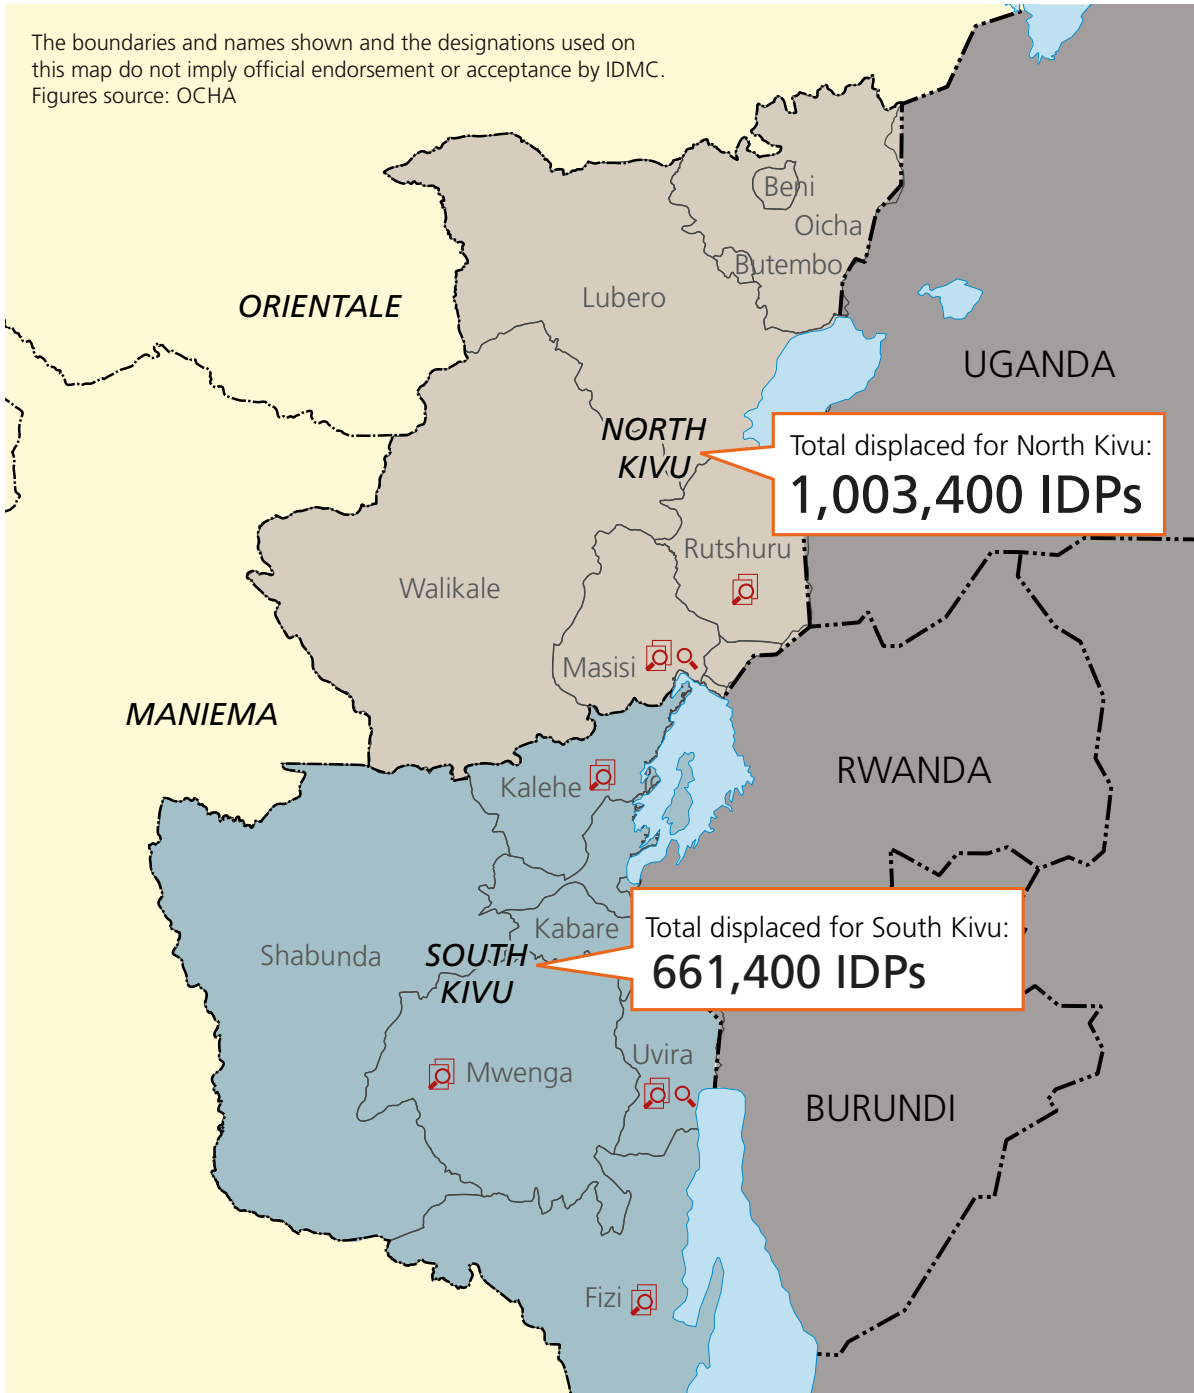 The boundaries and names shown and the designations used on
this map do not imply official endorsement or acceptance by IDMC.
Figures source: OCHA
Beni
Oicha
Butembo
Lubero
ORIENTALE
UGANDA
NORTH
KIVU
Total displaced for North Kivu:
1,003,400 IDPs
Rutshuru
Walikale
Masisi
MANIEMA
RWANDA
Kalehe
Kabare
Shabunda
SOUTH
KIVU
Total displaced for South Kivu:
661,400 IDPs
Uvira
Mwenga
BURUNDI
Fizi